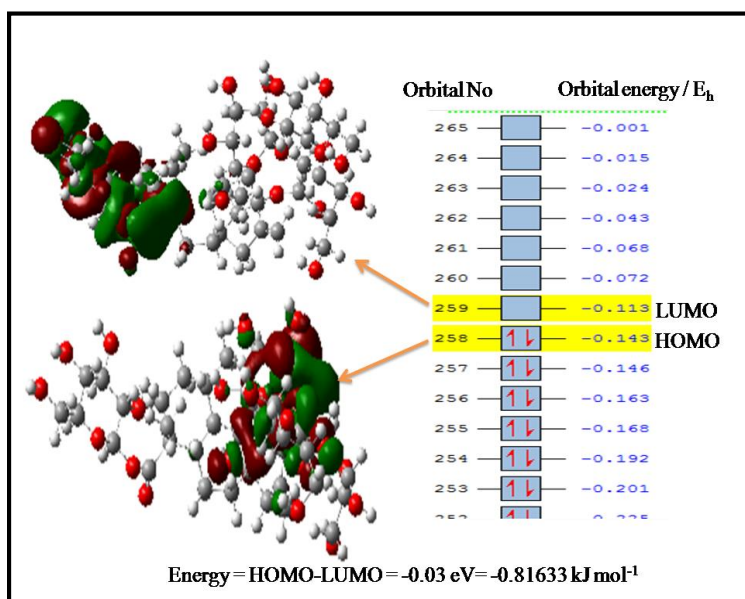 Orbital No Orbital energy / Eh
265 -0.001
264 -0.015
263 -0.024
262 -0.043
261 -0.068
260 -0.072
259 -0.113 LUMO
258 -0.143 HOMO
257 -0.146
256 -0.163
255 -0.168
254 -0.192
253 -0.201
Energy = HOMO-LUMO = -0.03 eV= -0.81633 kJ mol-1